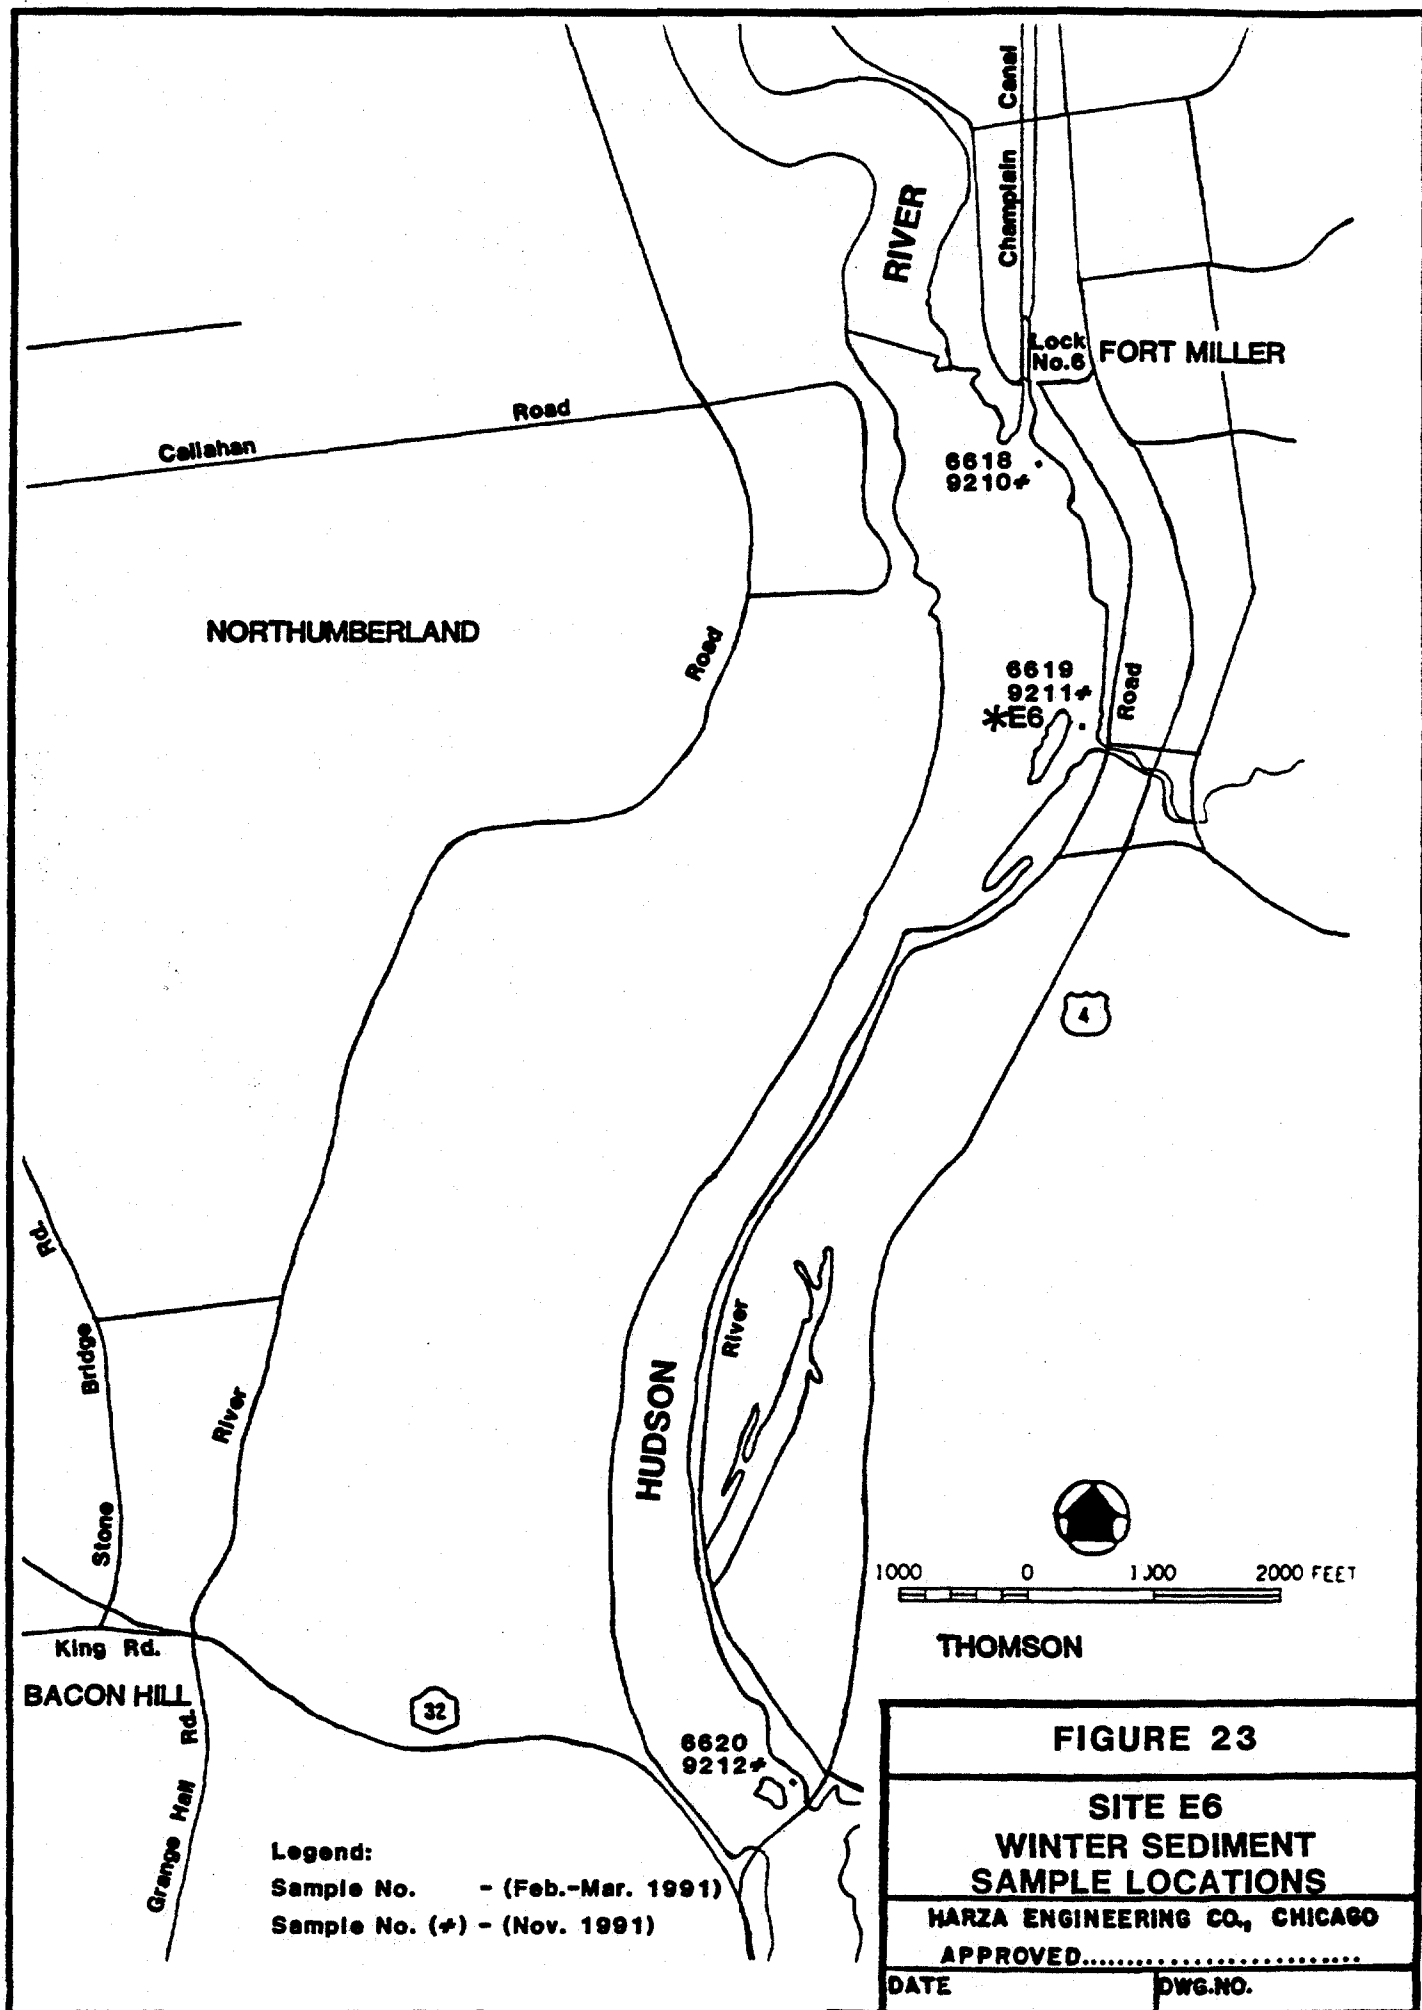 Champlain Canal
RIVER
Lock
No.6
FORT MILLER
Callahan Road
6618
9210≠
NORTHUMBERLAND
Road
6619
9211≠
*E6
Road
4
Rd.
Bridge
Stone
River
River
HUDSON
1000 0 1000 2000 FEET
THOMSON
King Rd.
BACON HILL
32
Grange Hall Rd.
6620
9212≠
Legend:
Sample No. - (Feb.-Mar. 1991)
Sample No. (≠) - (Nov. 1991)
FIGURE 23
SITE E6
WINTER SEDIMENT
SAMPLE LOCATIONS
HARZA ENGINEERING CO., CHICAGO
APPROVED..........................
DATE DWG.NO.